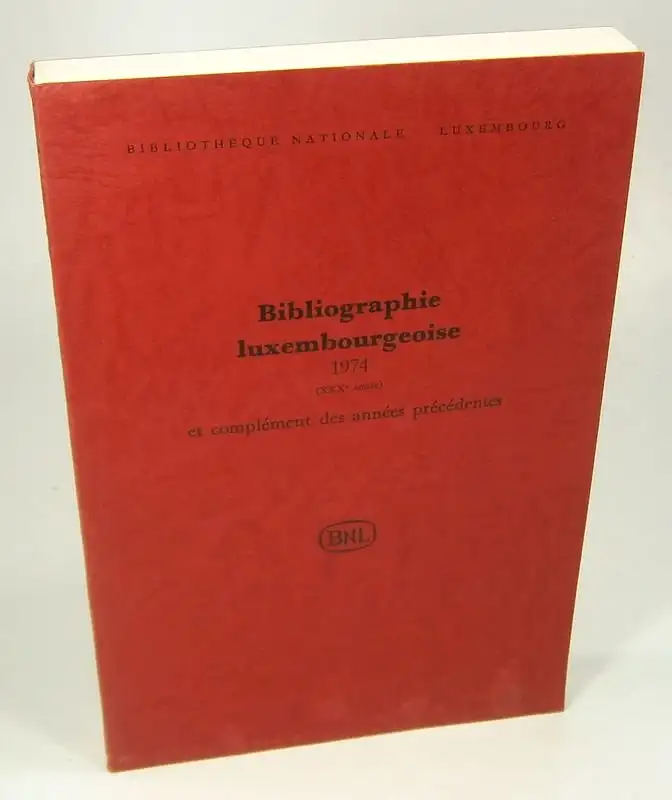 BIBLIOTHÈQUE NATIONALE LUXEMBOURG
Bibliographie
luxembourgeoise
1974
(XXXe année)
et complément des années précédentes
BNL